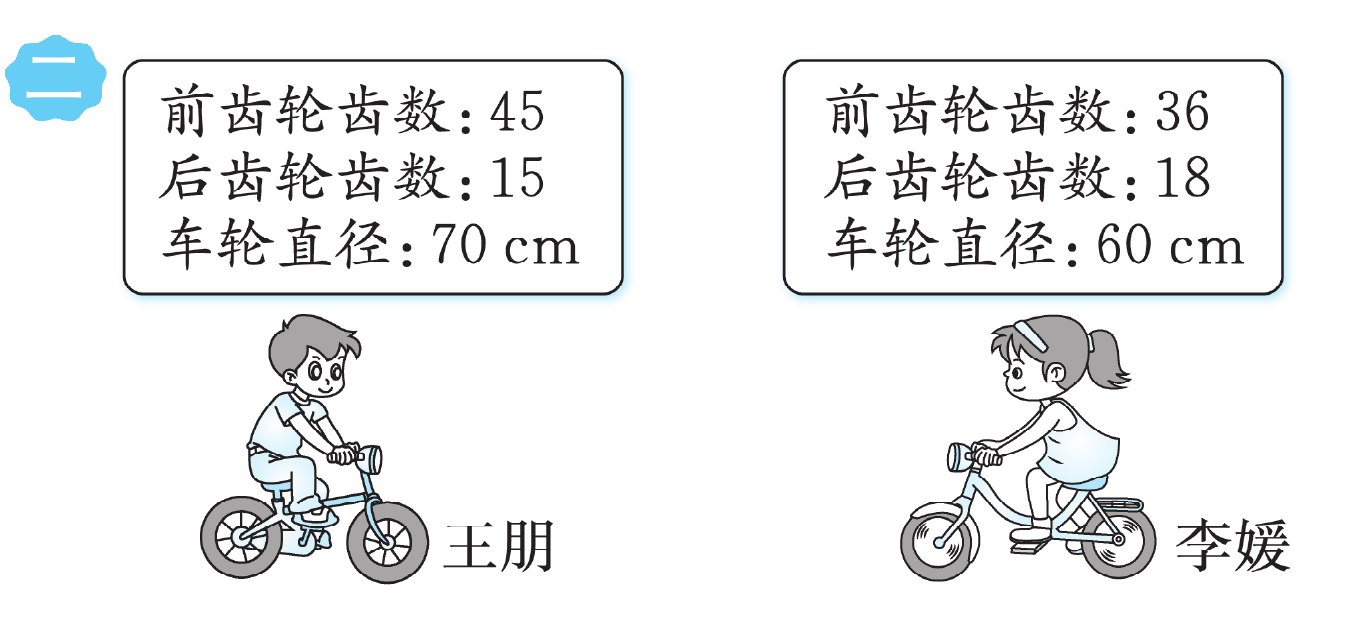 二
前齿轮齿数：45
后齿轮齿数：15
车轮直径：70 cm
前齿轮齿数：36
后齿轮齿数：18
车轮直径：60 cm
王朋
李媛